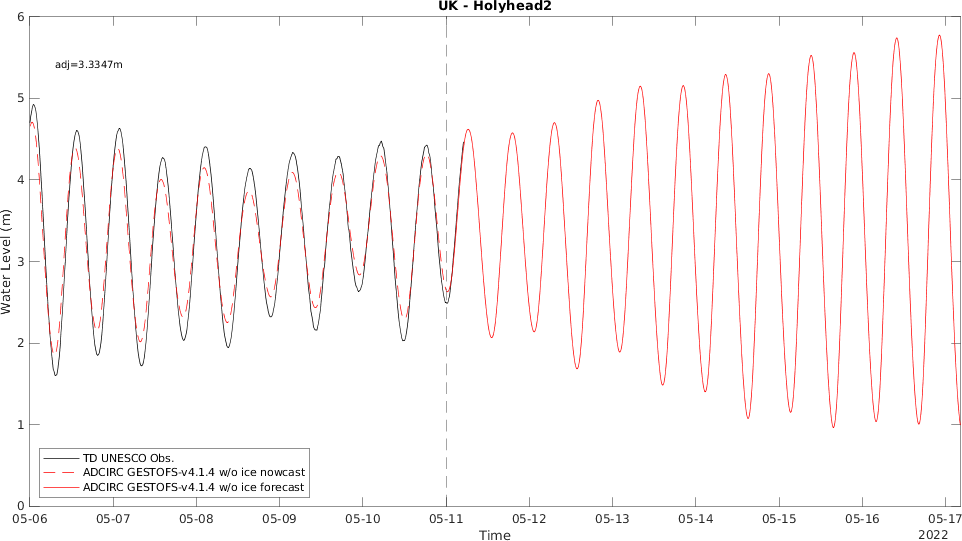 UK - Holyhead2
6
adj=3.3347m
5
4
3
2
1
0
Water Level (m)
TD UNESCO Obs.
ADCIRC GESTOFS-v4.1.4 w/o ice nowcast
ADCIRC GESTOFS-v4.1.4 w/o ice forecast
05-06 05-07 05-08 05-09 05-10 05-11 05-12 05-13 05-14 05-15 05-16 05-17
Time
2022